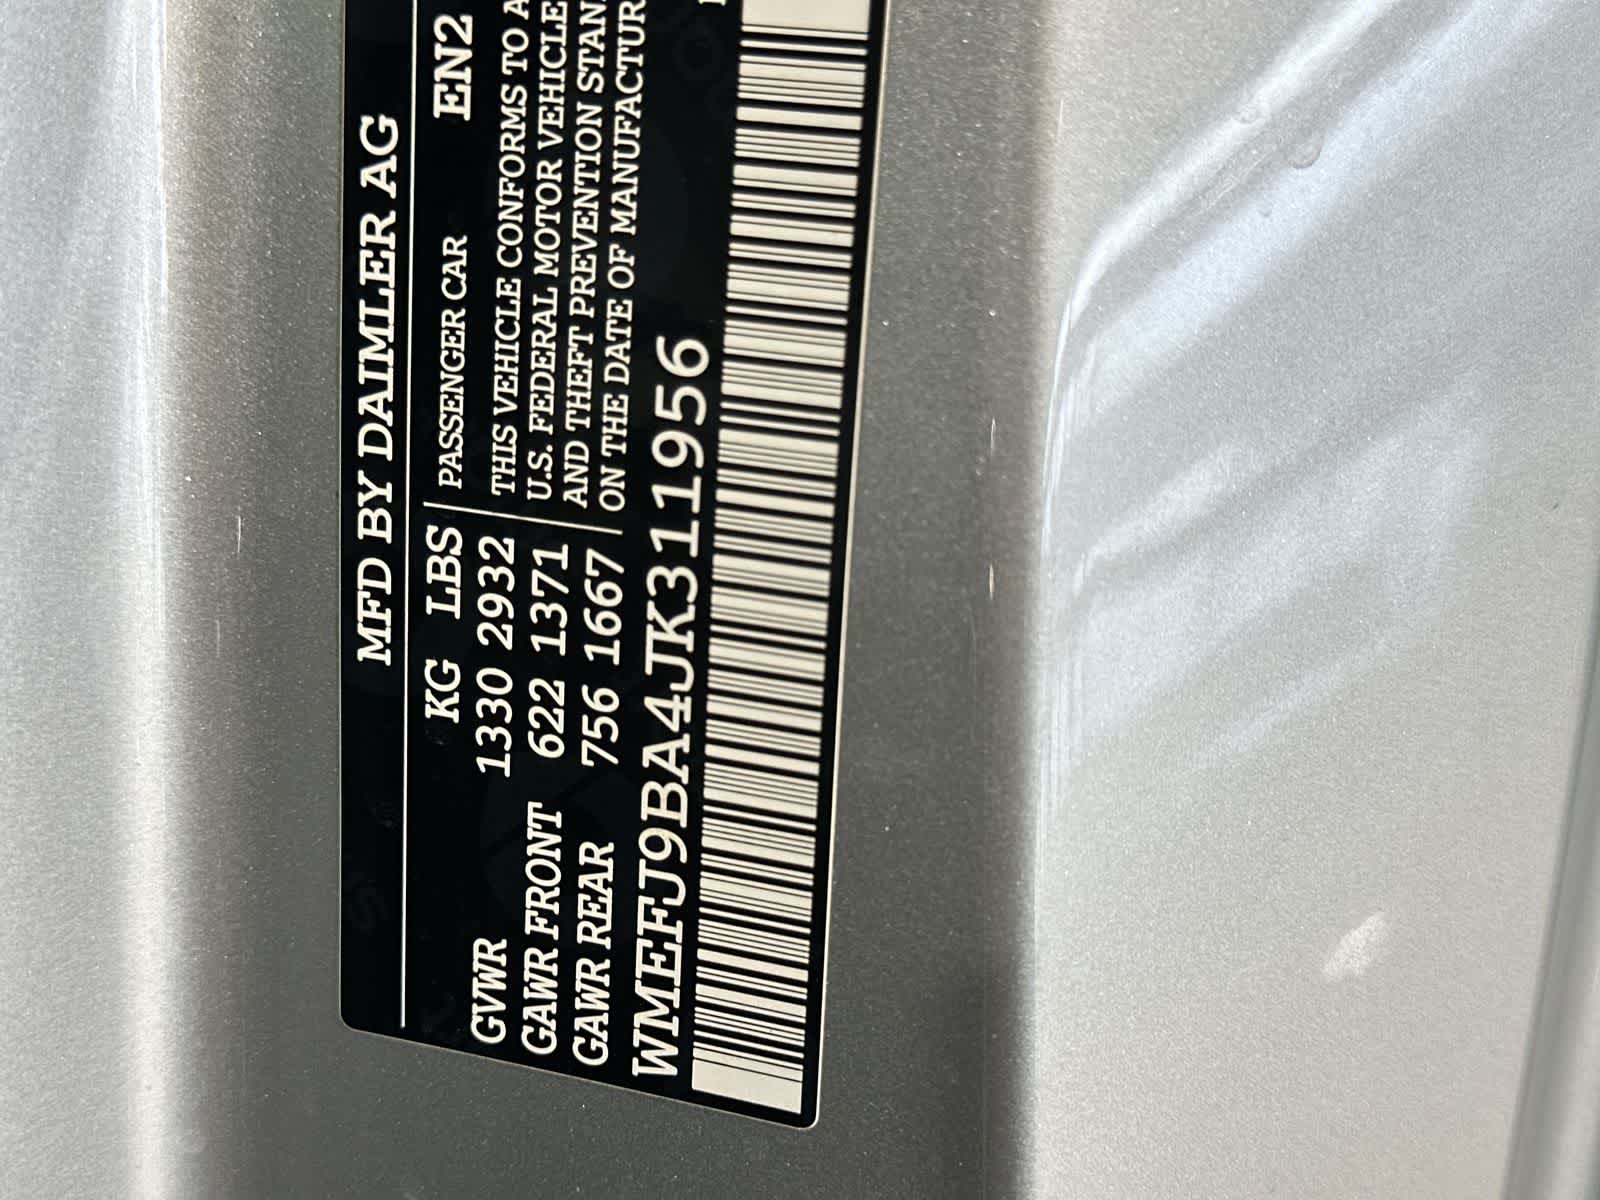 MFD BY DAIMLER AG
KG LBS PASSENGER CAR EN2
GVWR 1330 2932 THIS VEHICLE CONFORMS TO A
GAWR FRONT 622 1371 U.S. FEDERAL MOTOR VEHICLE
GAWR REAR 756 1667 AND THEFT PREVENTION STAN
ON THE DATE OF MANUFACTUR
WMEFJ9BA4JK311956